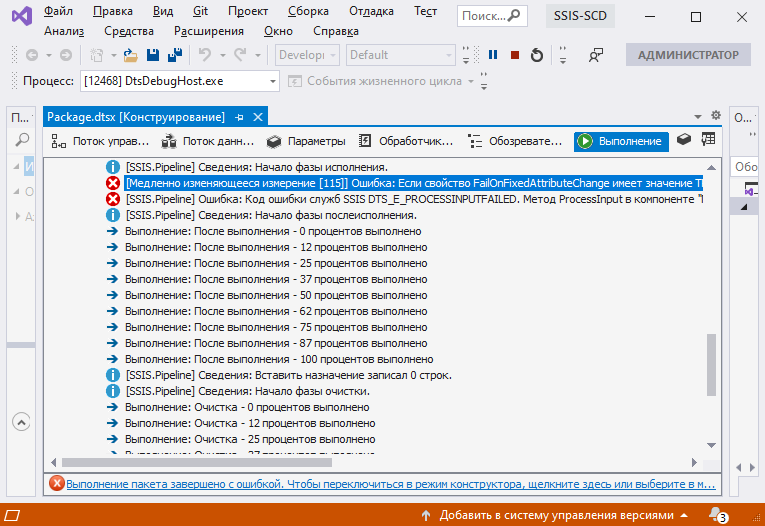 Файл Правка Вид Git Проект Сборка Отладка Тест Поиск... SSIS-SCD
Анализ Средства Расширения Окно Справка
Develop Default АДМИНИСТРАТОР
Процесс: [12468] DtsDebugHost.exe События жизненного цикла
П... Package.dtsx [Конструирование] О...
Поток управ... Поток данн... Параметры Обработчик... Обозревате... Выполнение
[SSIS.Pipeline] Сведения: Начало фазы исполнения.
[[Медленно изменяющееся измерение [115]] Ошибка: Если свойство FailOnFixedAttributeChange имеет значение
[SSIS.Pipeline] Ошибка: Код ошибки служб SSIS DTS_E_PROCESSINPUTFAILED. Метод ProcessInput в компоненте
[SSIS.Pipeline] Сведения: Начало фазы послеисполнения.
Выполнение: После выполнения - 0 процентов выполнено
Выполнение: После выполнения - 12 процентов выполнено
Выполнение: После выполнения - 25 процентов выполнено
Выполнение: После выполнения - 37 процентов выполнено
Выполнение: После выполнения - 50 процентов выполнено
Выполнение: После выполнения - 62 процентов выполнено
Выполнение: После выполнения - 75 процентов выполнено
Выполнение: После выполнения - 87 процентов выполнено
Выполнение: После выполнения - 100 процентов выполнено
[SSIS.Pipeline] Сведения: Вставить назначение записал 0 строк.
[SSIS.Pipeline] Сведения: Начало фазы очистки.
Выполнение: Очистка - 0 процентов выполнено
Выполнение: Очистка - 12 процентов выполнено
Выполнение: Очистка - 25 процентов выполнено
Выполнение: Очистка - 37 процентов выполнено
Выполнение пакета завершено с ошибкой. Чтобы переключиться в режим конструктора, щелкните здесь или выберите в м...
Добавить в систему управления версиями 3